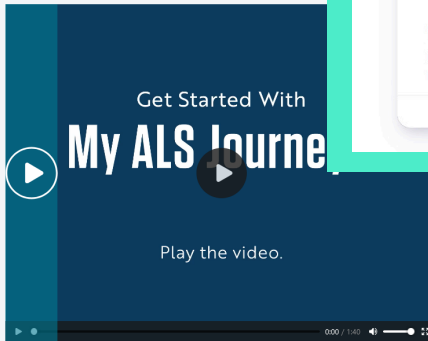 Get Started With
My ALS Journey
Play the video.
0:00 / 1:40